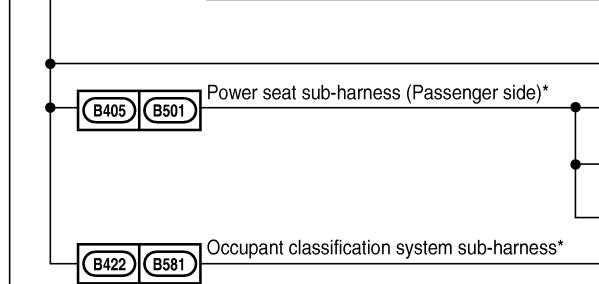 Power seat sub-harness (Passenger side)*
B405 B501
Occupant classification system sub-harness*
B422 B581